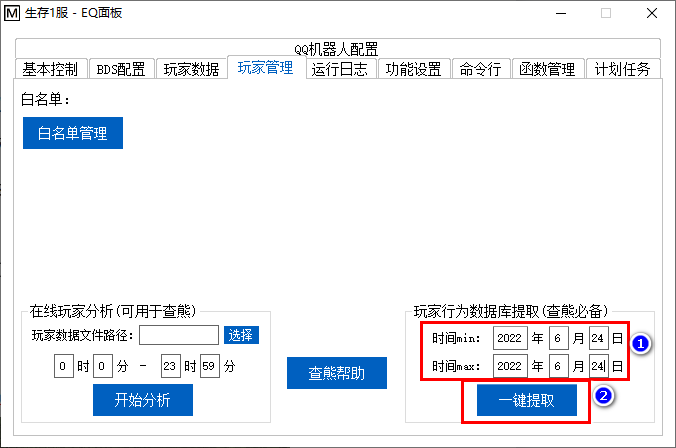 M 生存1服 - EQ面板
QQ机器人配置
基本控制 BDS配置 玩家数据 玩家管理 运行日志 功能设置 命令行 函数管理 计划任务
白名单：
白名单管理
在线玩家分析(可用于查熊)
玩家数据文件路径： 选择
0 时 0 分 - 23 时 59 分
开始分析
查熊帮助
玩家行为数据库提取(查熊必备)
时间min： 2022 年 6 月 24 日
1
时间max： 2022 年 6 月 24 日
一键提取
2